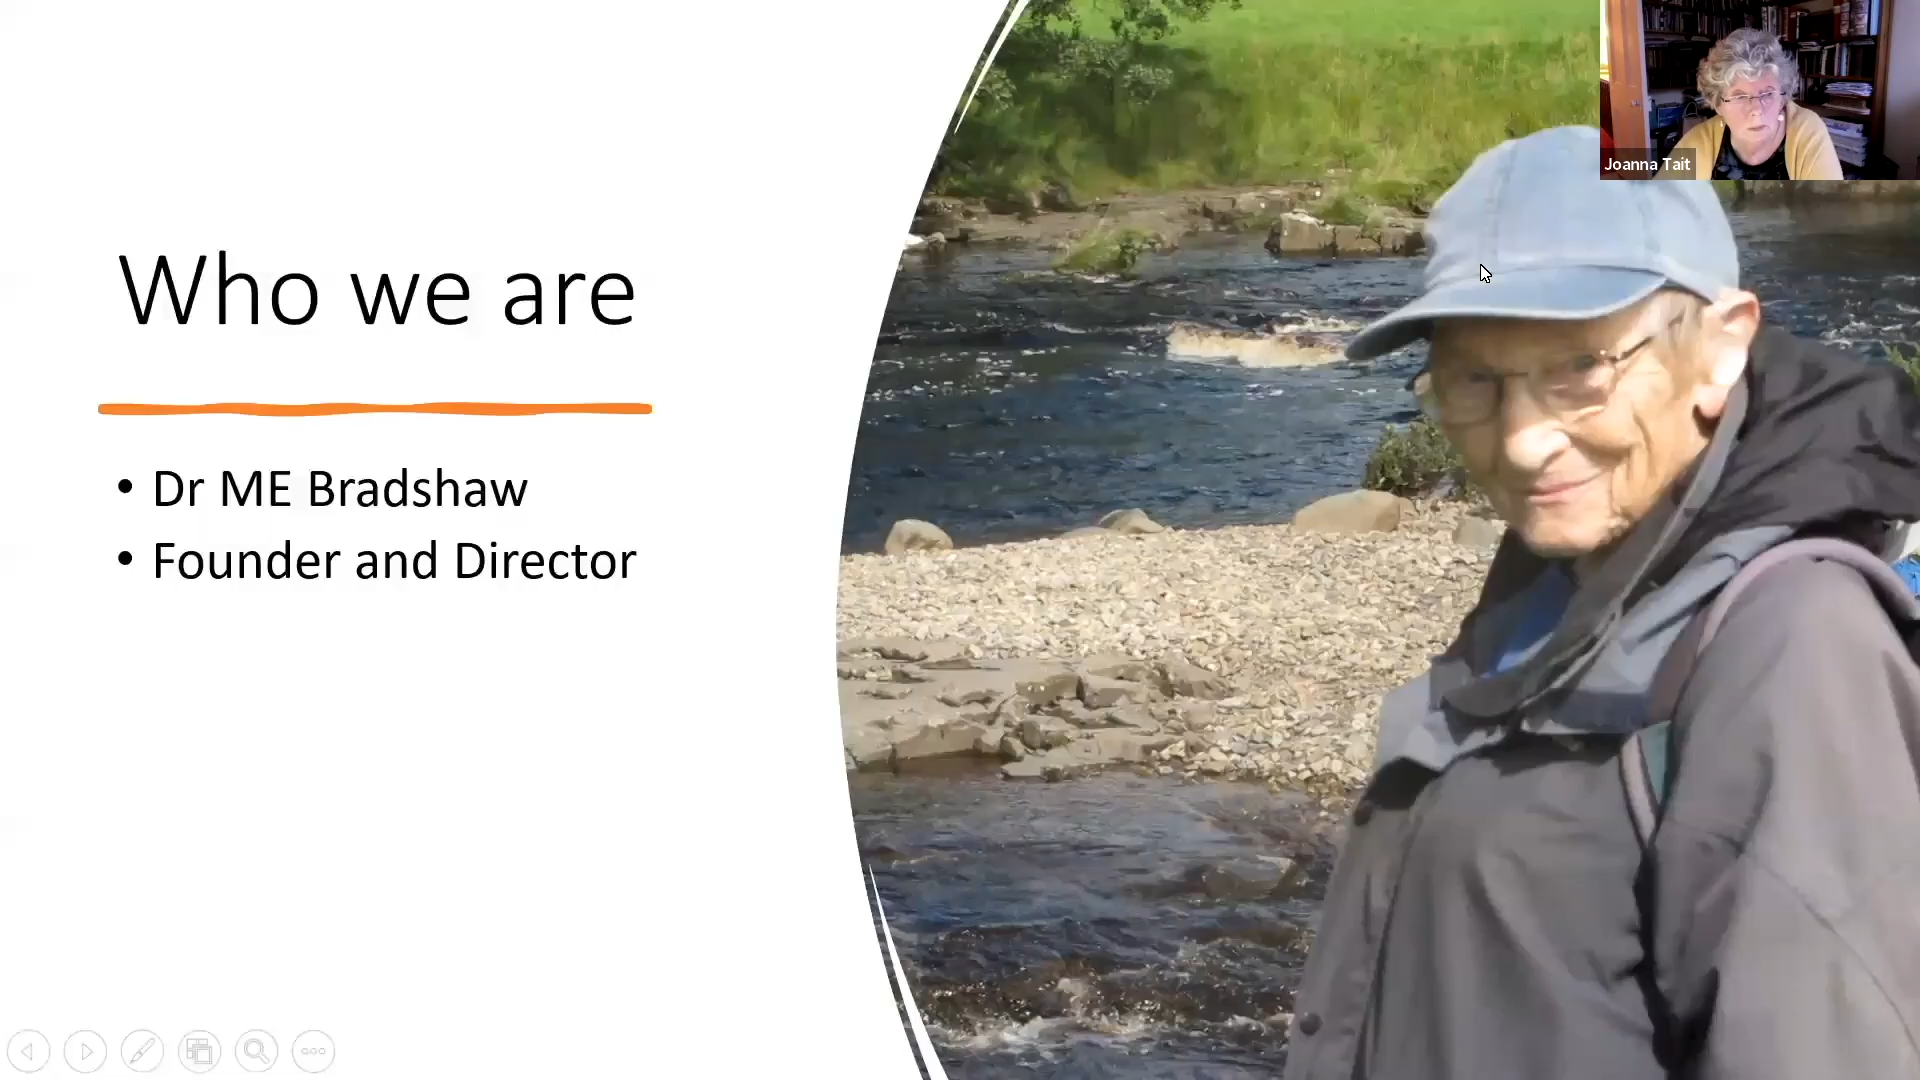 Who we are
• Dr ME Bradshaw
• Founder and Director
Joanna Tait